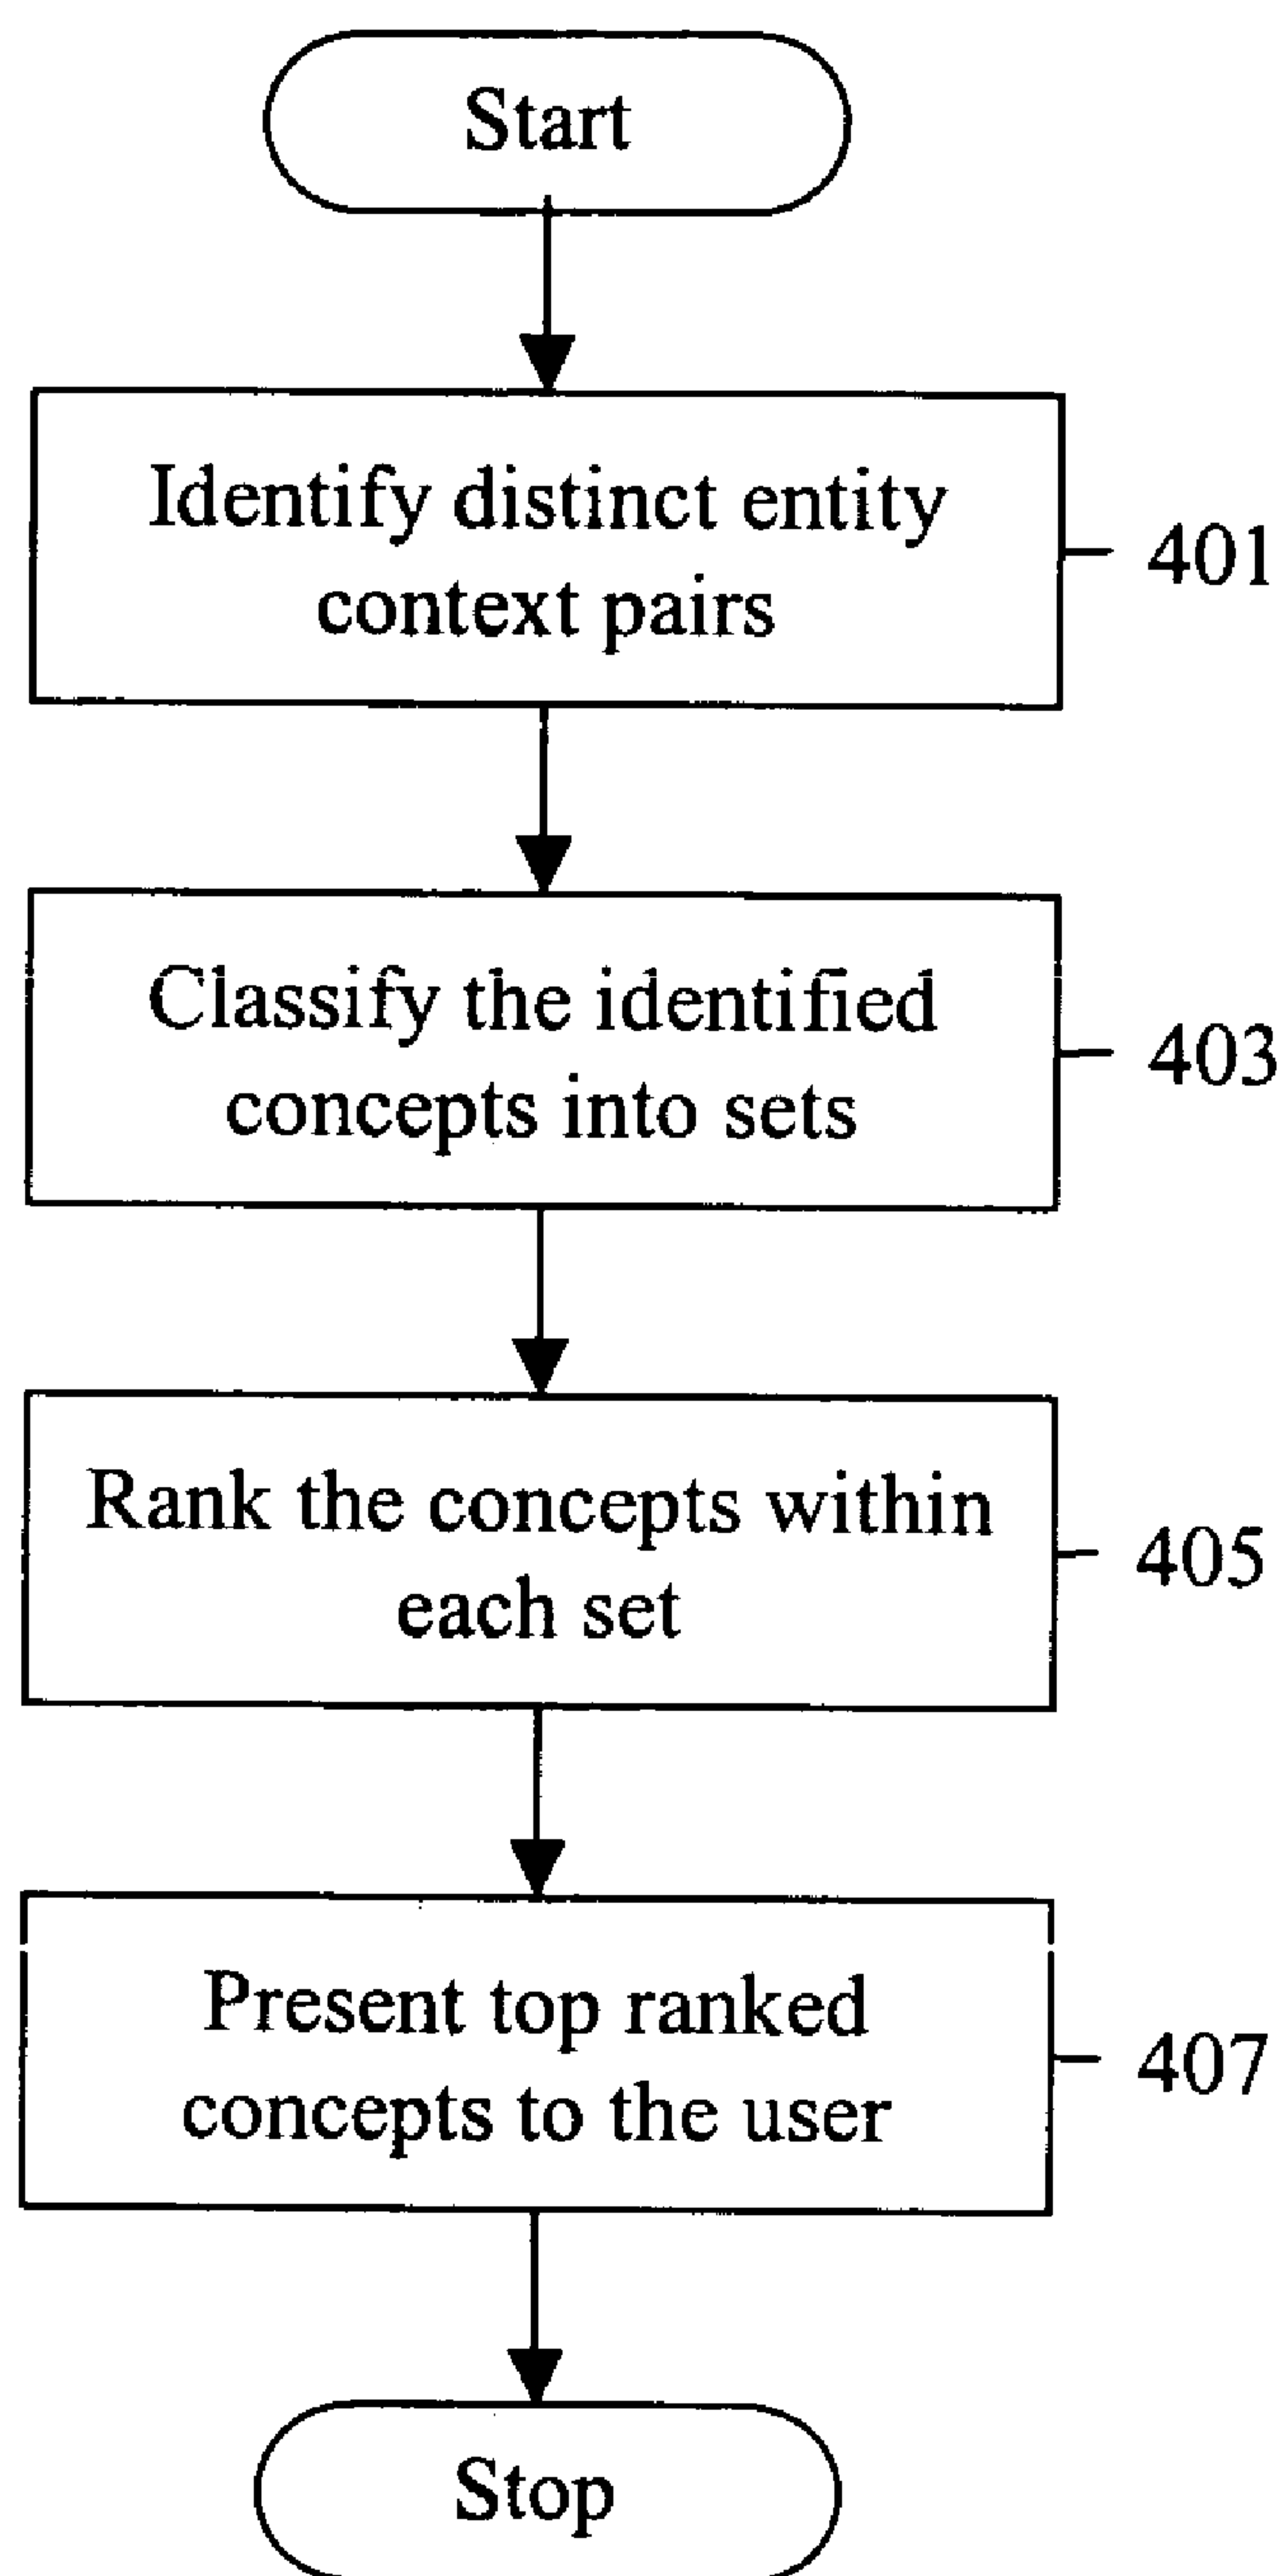 Start
Identify distinct entity
context pairs
401
Classify the identified
concepts into sets
403
Rank the concepts within
each set
405
Present top ranked
concepts to the user
407
Stop